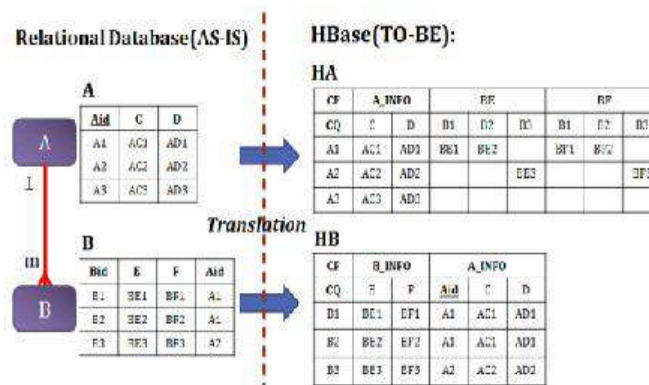 Relational Database(AS-IS)
HBase(TO-BE):
A
Aid C D
A1 AC1 AD1
A2 AC2 AD2
A3 AC3 AD3
A
1
m
B
B
Bid E F Aid
B1 BE1 BF1 A1
B2 BE2 BF2 A1
B3 BE3 BF3 A2
Translation
HA
CF A_INFO BE BF
CQ C D B1 B2 B3 B1 B2 B3
A1 AC1 AD1 BE1 BE2 BF1 BF2
A2 AC2 AD2 BE3 BF3
A3 AC3 AD3
HB
CF B_INFO A_INFO
CQ E F Aid C D
B1 BE1 BF1 A1 AC1 AD1
B2 BE2 BF2 A1 AC1 AD1
B3 BE3 BF3 A2 AC2 AD2